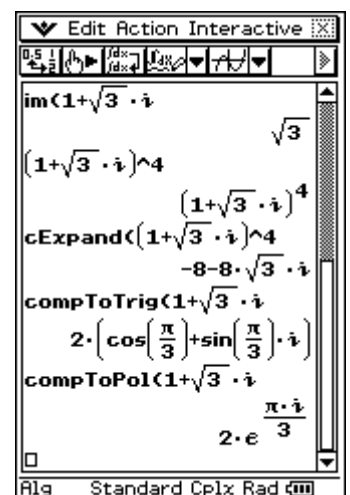 Edit Action Interactive
im(1+√3·i
√3
(1+√3·i)^4
(1+√3·i)⁴
cExpand((1+√3·i)^4
-8-8·√3·i
compToTrig(1+√3·i
2·(cos(π/3)+sin(π/3)·i)
compToPol(1+√3·i
2·e^(π·i/3)
Alg Standard Cplx Rad